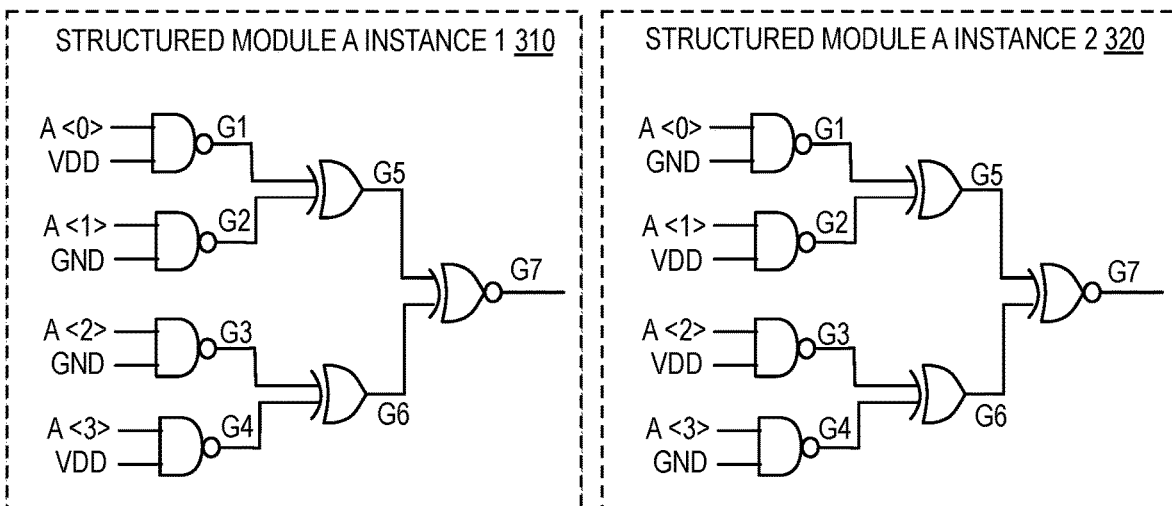 STRUCTURED MODULE A INSTANCE 1 310
A <0>
VDD
G1
A <1>
GND
G2
G5
A <2>
GND
G3
A <3>
VDD
G4
G6
G7
STRUCTURED MODULE A INSTANCE 2 320
A <0>
GND
G1
A <1>
VDD
G2
G5
A <2>
VDD
G3
A <3>
GND
G4
G6
G7